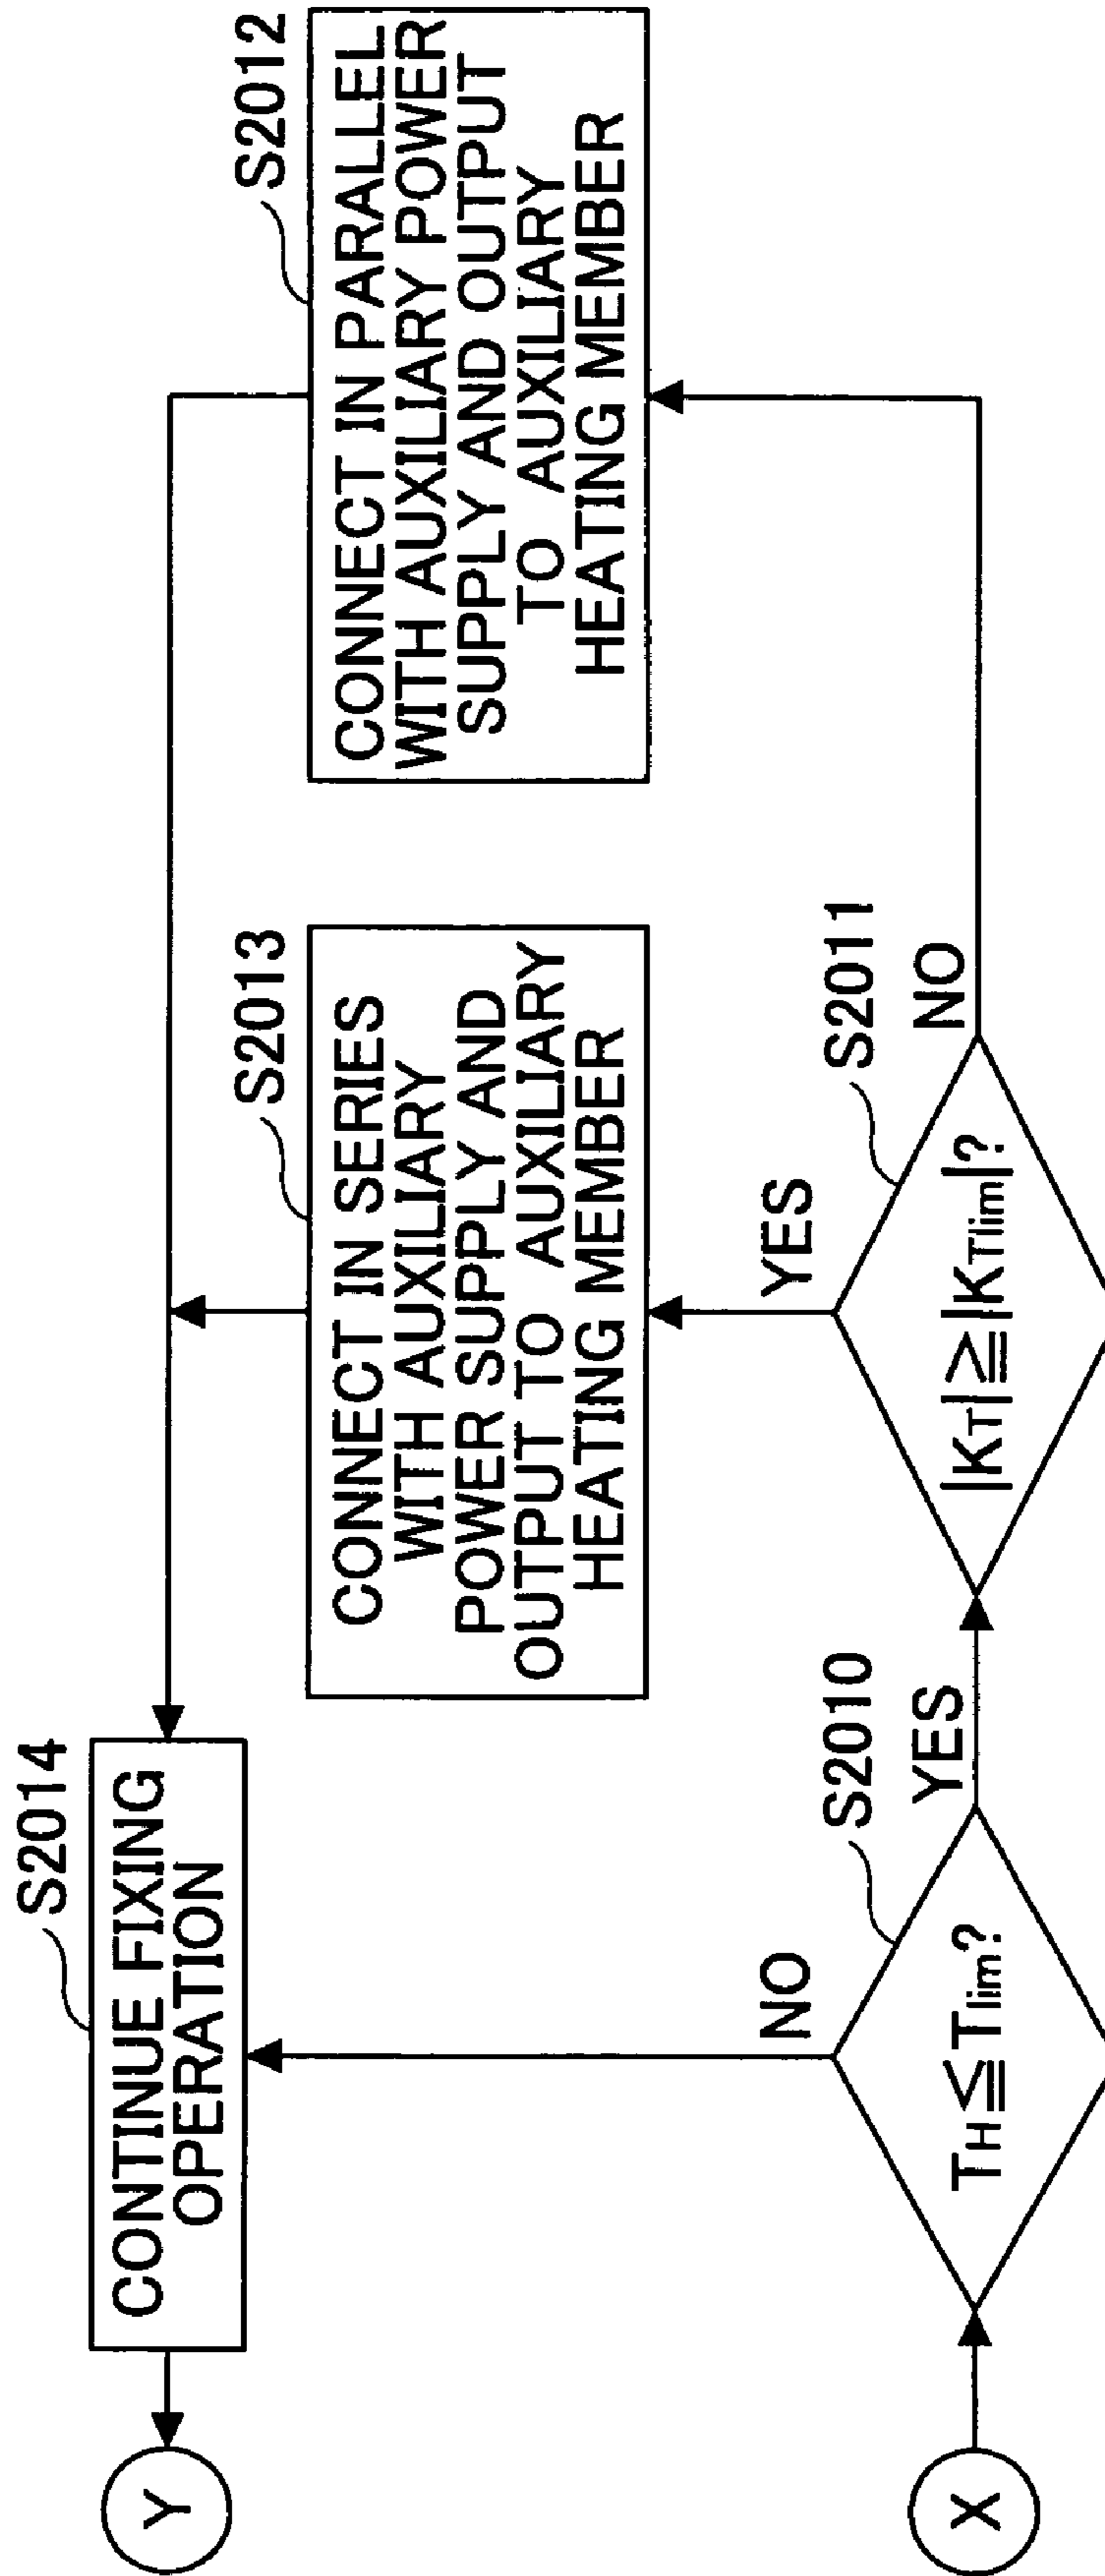 Y
S2014
CONTINUE FIXING
OPERATION
S2013
CONNECT IN SERIES
WITH AUXILIARY
POWER SUPPLY AND
OUTPUT TO AUXILIARY
HEATING MEMBER
S2012
CONNECT IN PARALLEL
WITH AUXILIARY POWER
SUPPLY AND OUTPUT
TO AUXILIARY
HEATING MEMBER
X
S2010
TH≦Tlim?
NO
YES
S2011
|KT|≧|KTlim|?
YES
NO